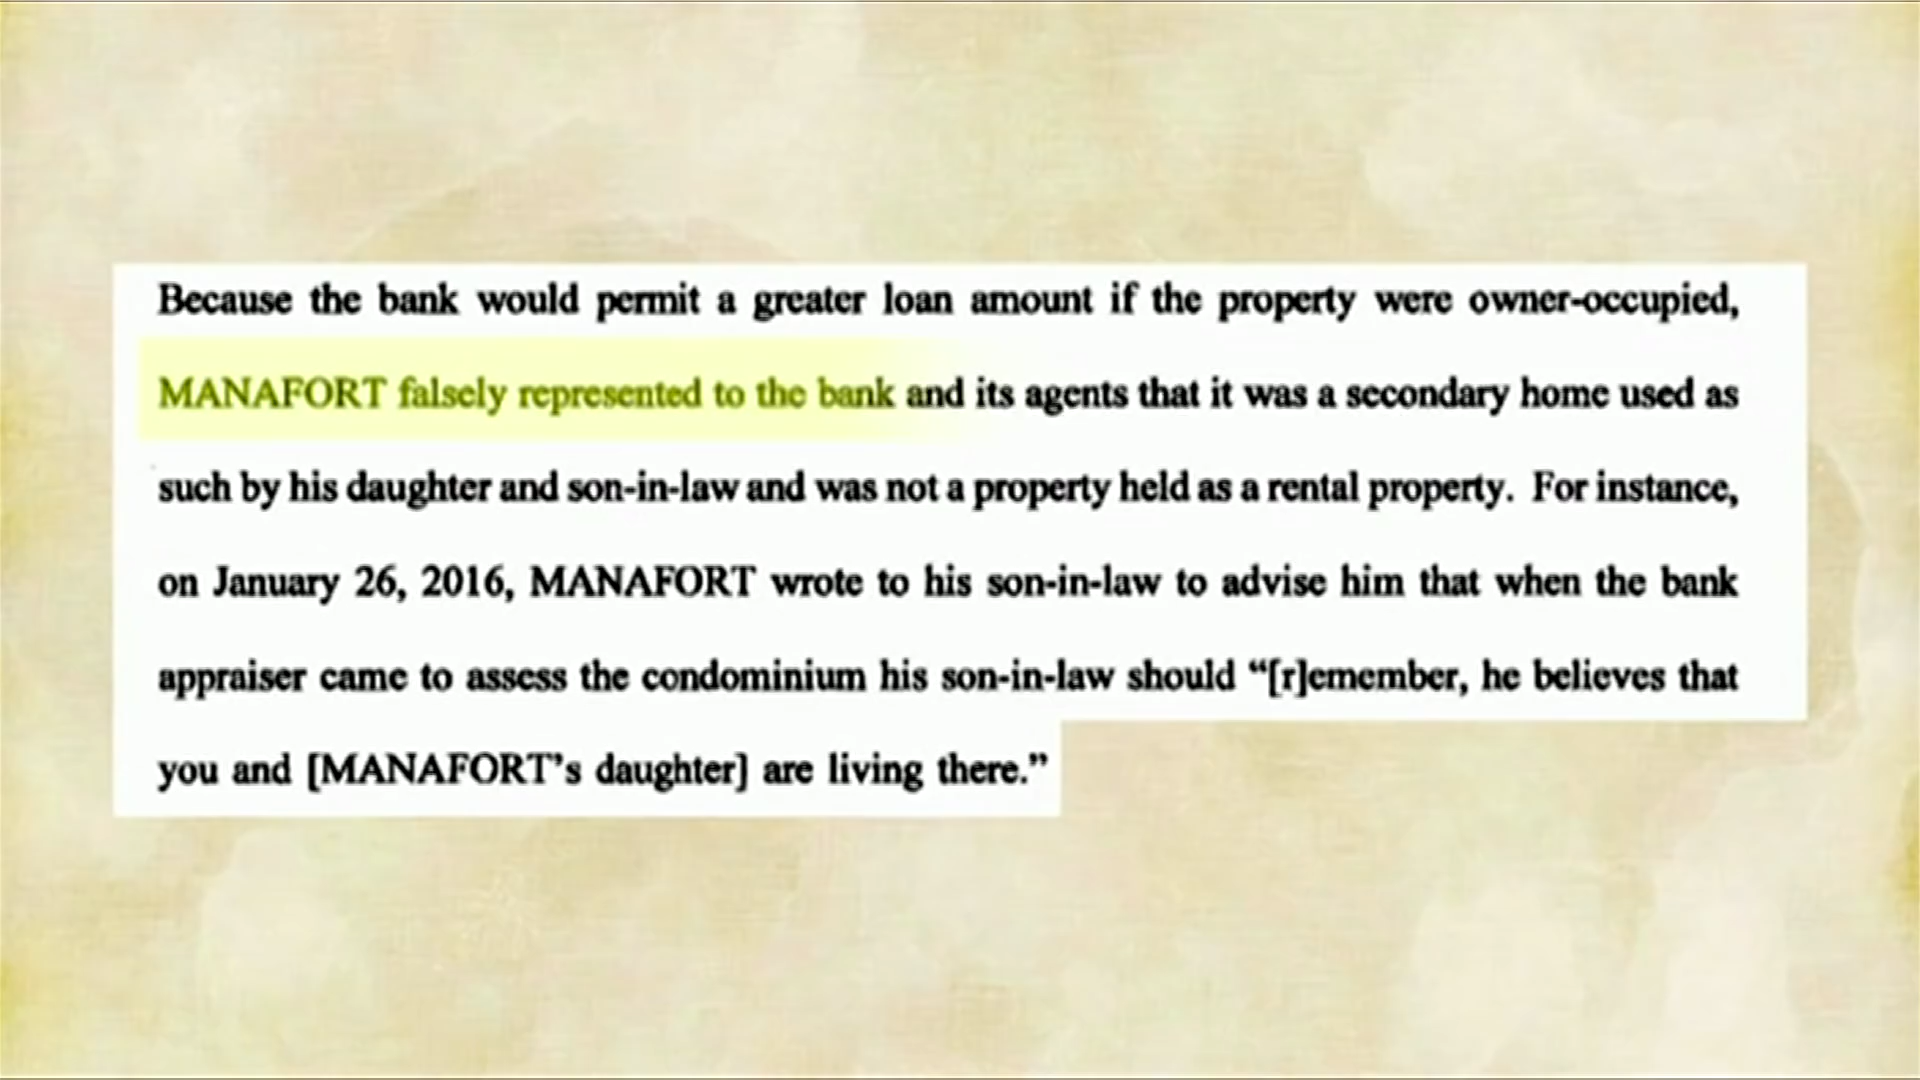 Because the bank would permit a greater loan amount if the property were owner-occupied,
MANAFORT falsely represented to the bank and its agents that it was a secondary home used as
such by his daughter and son-in-law and was not a property held as a rental property. For instance,
on January 26, 2016, MANAFORT wrote to his son-in-law to advise him that when the bank
appraiser came to assess the condominium his son-in-law should “[r]emember, he believes that
you and [MANAFORT’s daughter] are living there.”